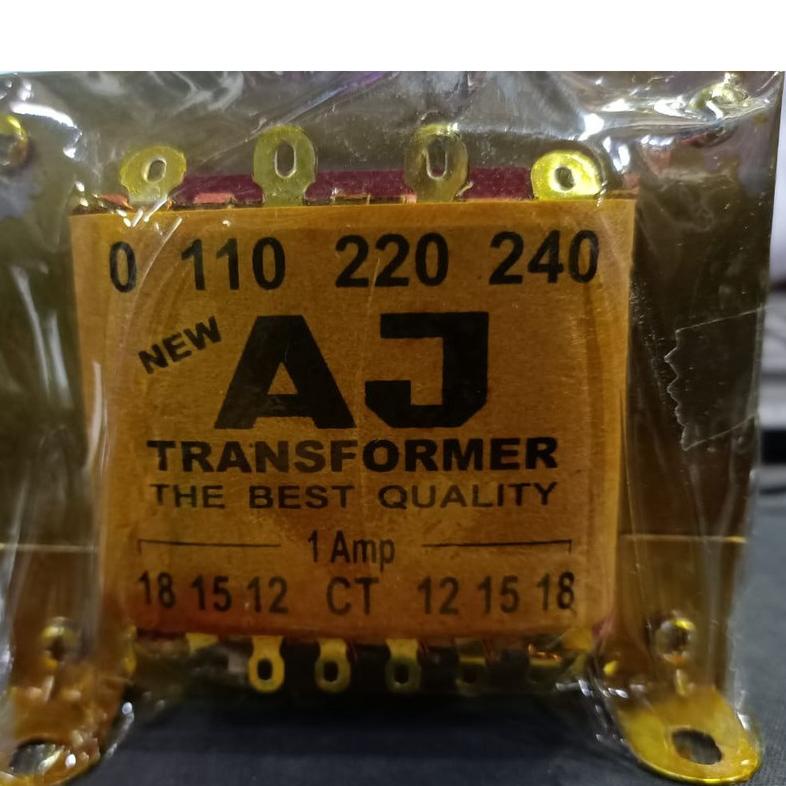 0 110 220 240
NEW
AJ
TRANSFORMER
THE BEST QUALITY
1 Amp
18 15 12 CT 12 15 18